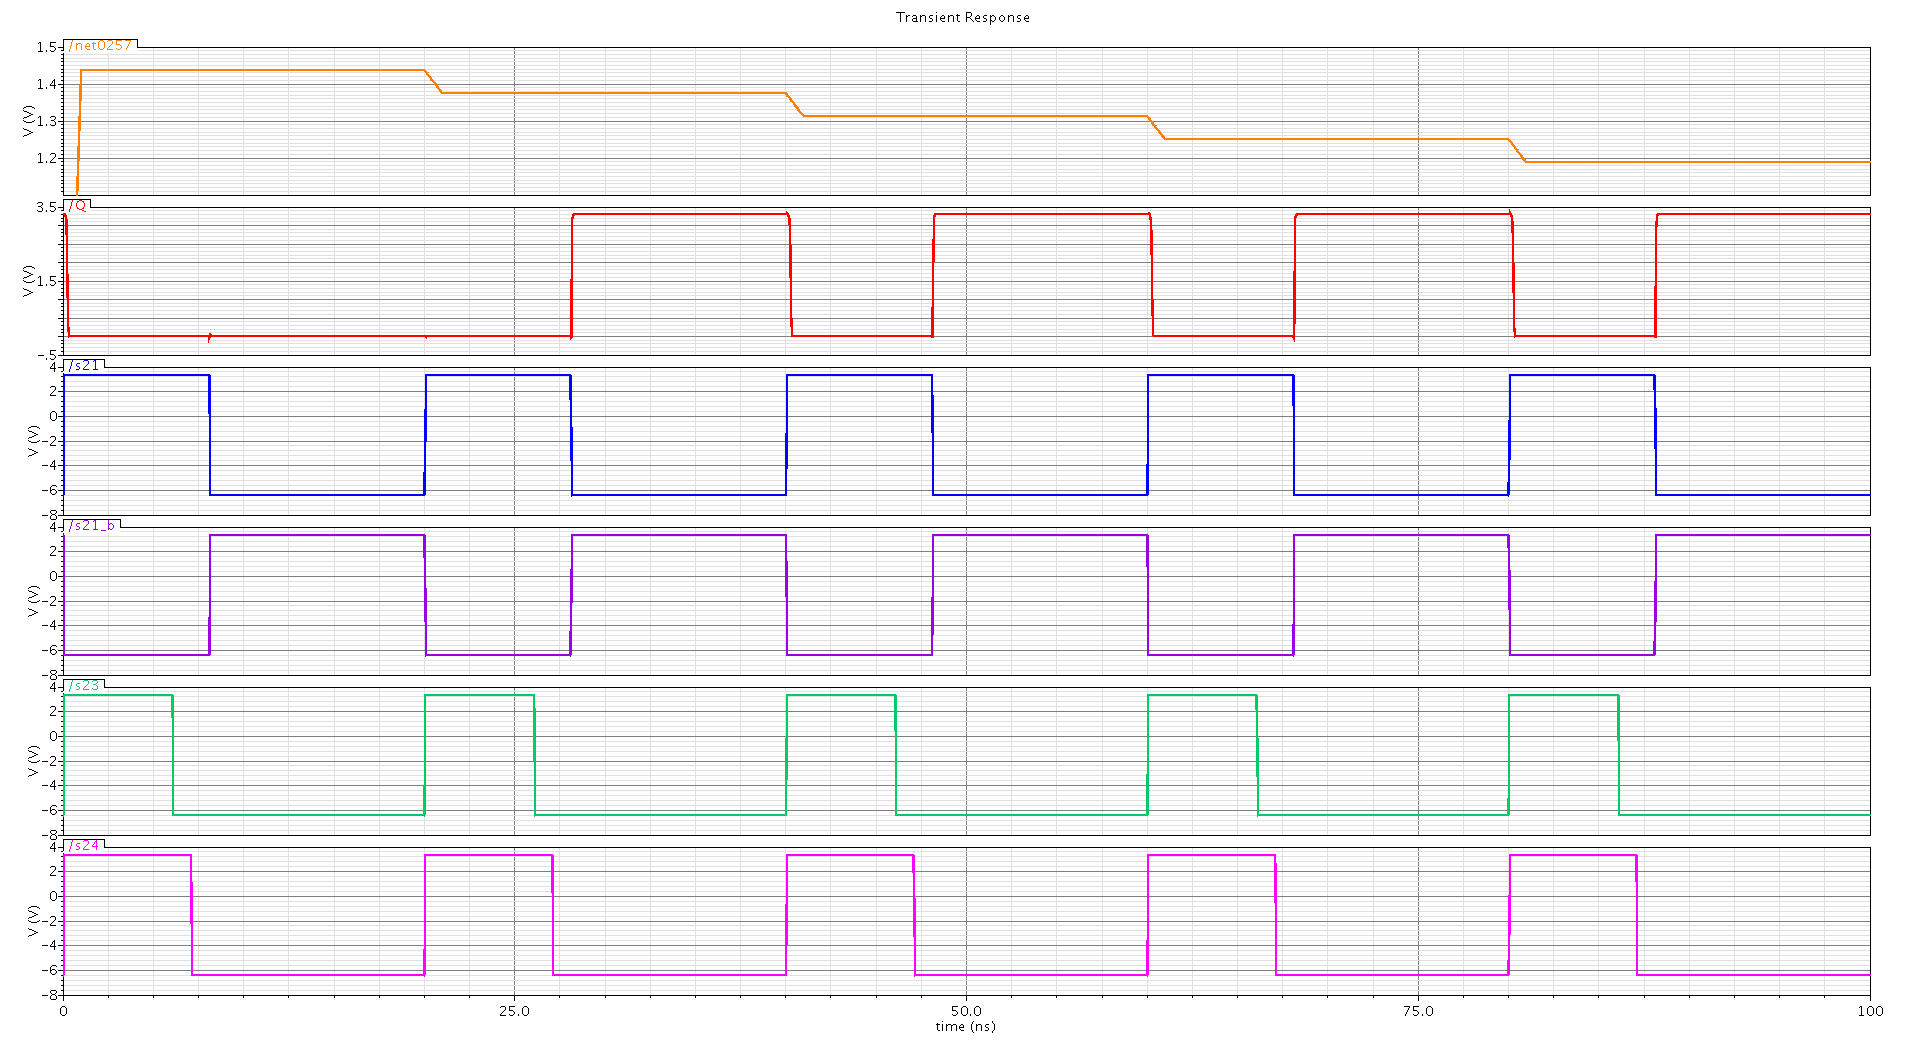 Transient Response
/net0257
1.5
1.4
1.3
1.2
V (V)
/Q
3.5
1.5
-.5
V (V)
/s21
4
2
0
-2
-4
-6
-8
V (V)
/s21_b
4
2
0
-2
-4
-6
-8
V (V)
/s23
4
2
0
-2
-4
-6
-8
V (V)
/s24
4
2
0
-2
-4
-6
-8
V (V)
0 25.0 50.0 75.0 100
time (ns)